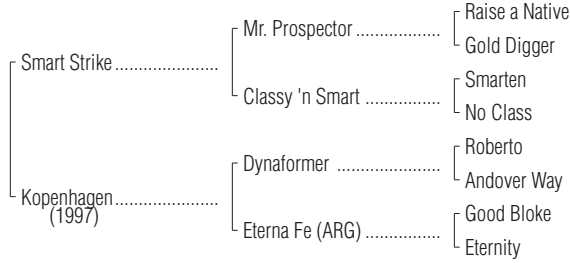 Raise a Native
Mr. Prospector ..................
Gold Digger
Smart Strike ......................
Smarten
Classy 'n Smart ................
No Class
Roberto
Dynaformer ......................
Andover Way
Kopenhagen ......................
(1997)
Good Bloke
Eterna Fe (ARG) ................
Eternity